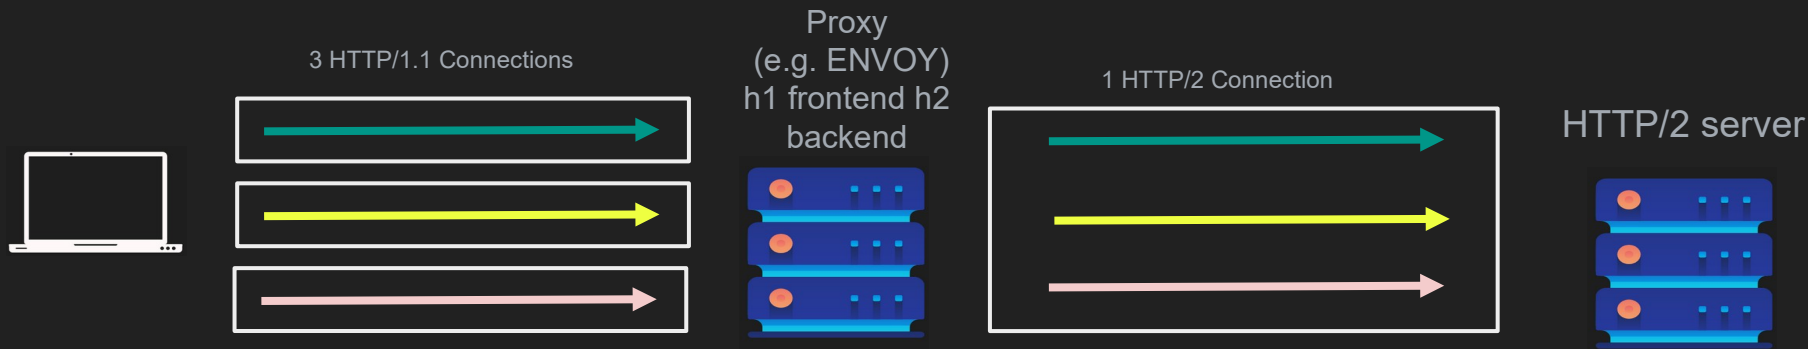 3 HTTP/1.1 Connections
Proxy
(e.g. ENVOY)
h1 frontend h2
backend
1 HTTP/2 Connection
HTTP/2 server